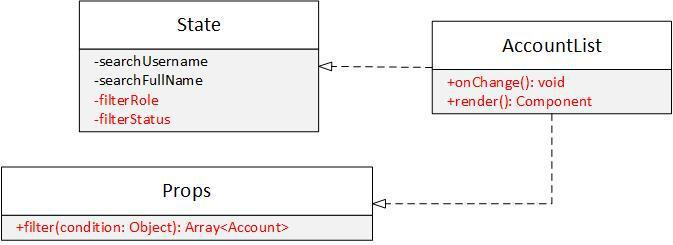 State
-searchUsername
-searchFullName
-filterRole
-filterStatus
AccountList
+onChange(): void
+render(): Component
Props
+filter(condition: Object): Array<Account>